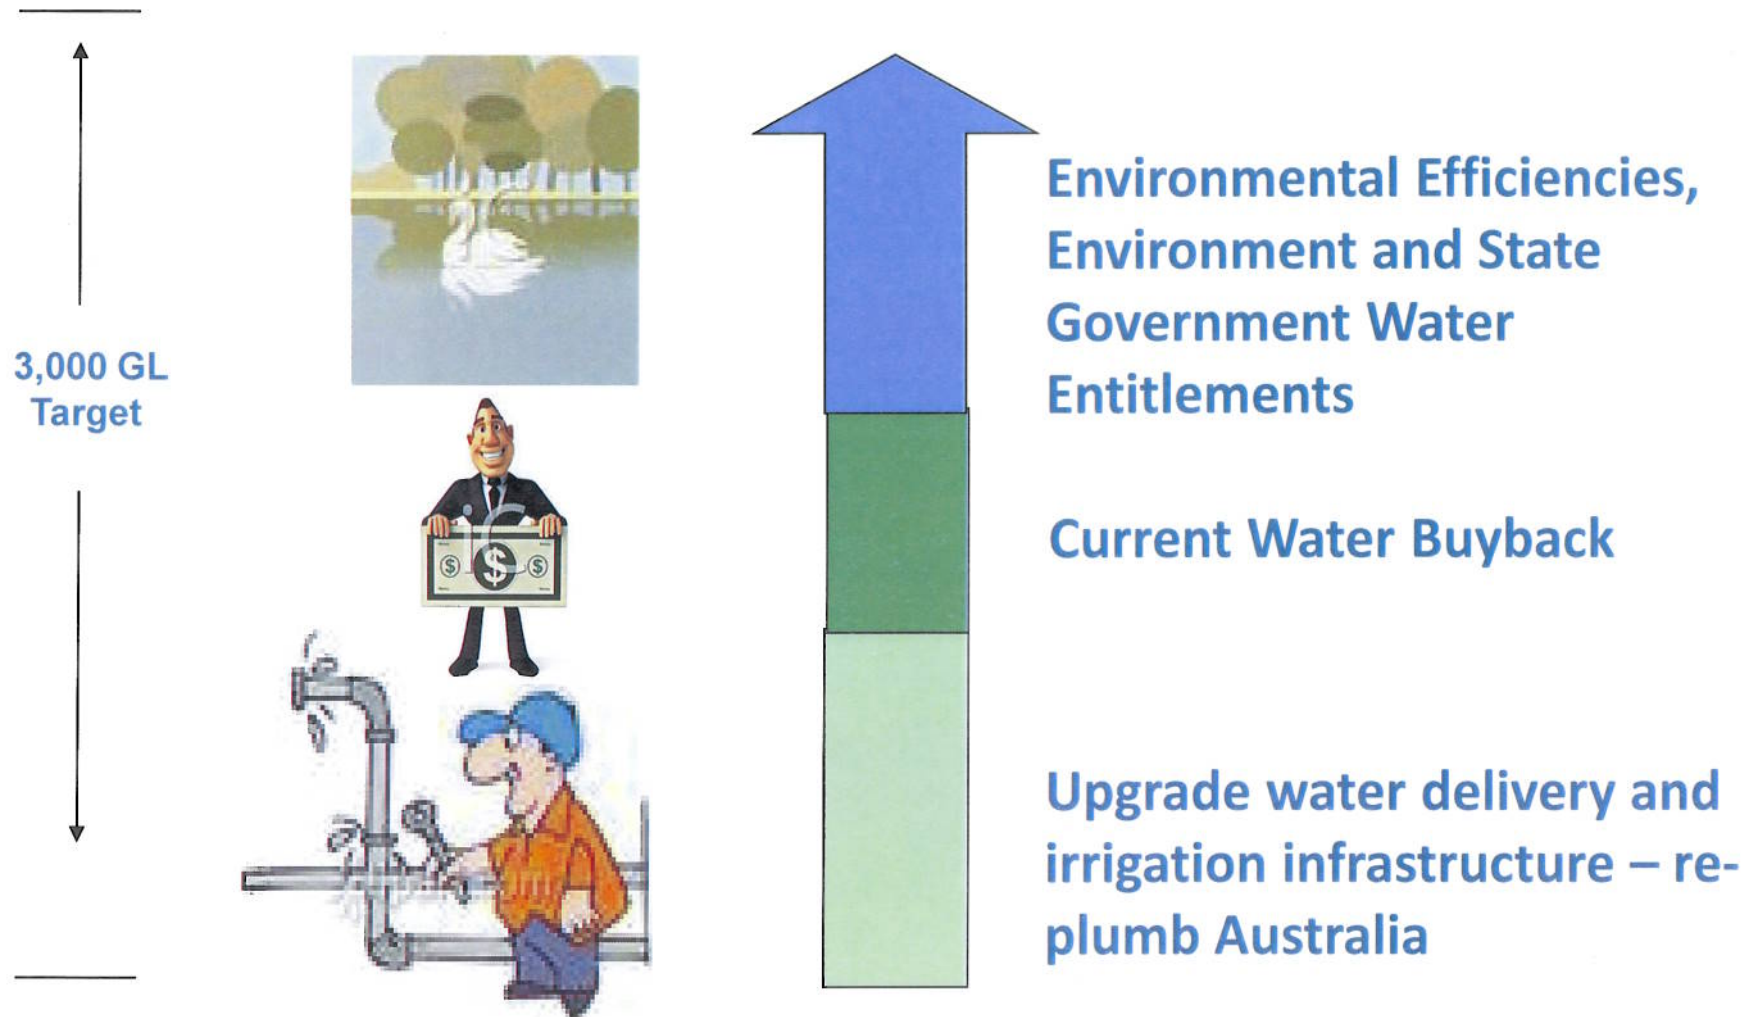 3,000 GL
Target
Environmental Efficiencies,
Environment and State
Government Water
Entitlements
Current Water Buyback
Upgrade water delivery and
irrigation infrastructure – re-
plumb Australia
$ $ $